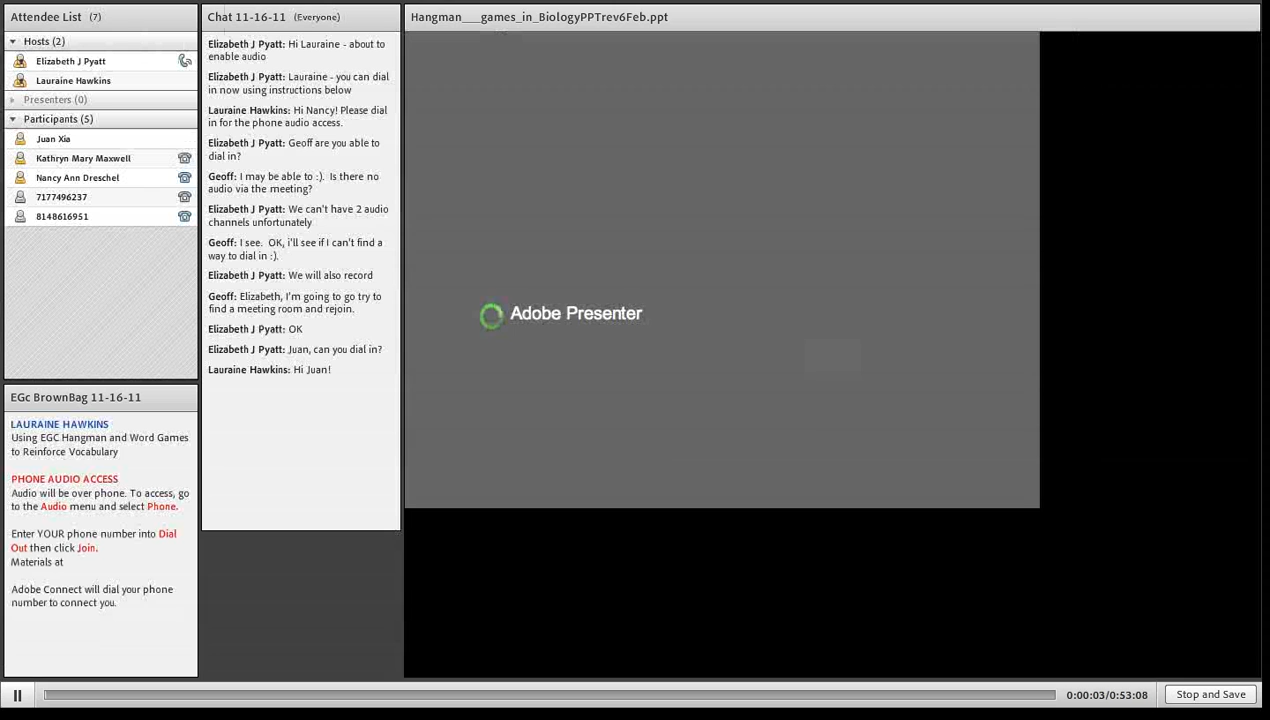 Attendee List (7)
Hosts (2)
Elizabeth J Pyatt
Lauraine Hawkins
Presenters (0)
Participants (5)
Juan Xia
Kathryn Mary Maxwell
Nancy Ann Dreschel
7177496237
8148616951
EGc BrownBag 11-16-11
LAURAINE HAWKINS
Using EGC Hangman and Word Games
to Reinforce Vocabulary
PHONE AUDIO ACCESS
Audio will be over phone. To access, go
to the Audio menu and select Phone.
Enter YOUR phone number into Dial
Out then click Join.
Materials at
Adobe Connect will dial your phone
number to connect you.
Chat 11-16-11 (Everyone)
Elizabeth J Pyatt: Hi Lauraine - about to
enable audio
Elizabeth J Pyatt: Lauraine - you can dial
in now using instructions below
Lauraine Hawkins: Hi Nancy! Please dial
in for the phone audio access.
Elizabeth J Pyatt: Geoff are you able to
dial in?
Geoff: I may be able to :). Is there no
audio via the meeting?
Elizabeth J Pyatt: We can't have 2 audio
channels unfortunately
Geoff: I see. OK, i'll see if I can't find a
way to dial in :).
Elizabeth J Pyatt: We will also record
Geoff: Elizabeth, I'm going to go try to
find a meeting room and rejoin.
Elizabeth J Pyatt: OK
Elizabeth J Pyatt: Juan, can you dial in?
Lauraine Hawkins: Hi Juan!
Hangman___games_in_BiologyPPTrev6Feb.ppt
Adobe Presenter
0:00:03/0:53:08
Stop and Save